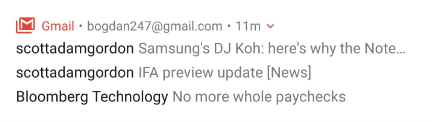 Gmail • bogdan247@gmail.com • 11m
scottadamgordon Samsung's DJ Koh: here's why the Note...
scottadamgordon IFA preview update [News]
Bloomberg Technology No more whole paychecks